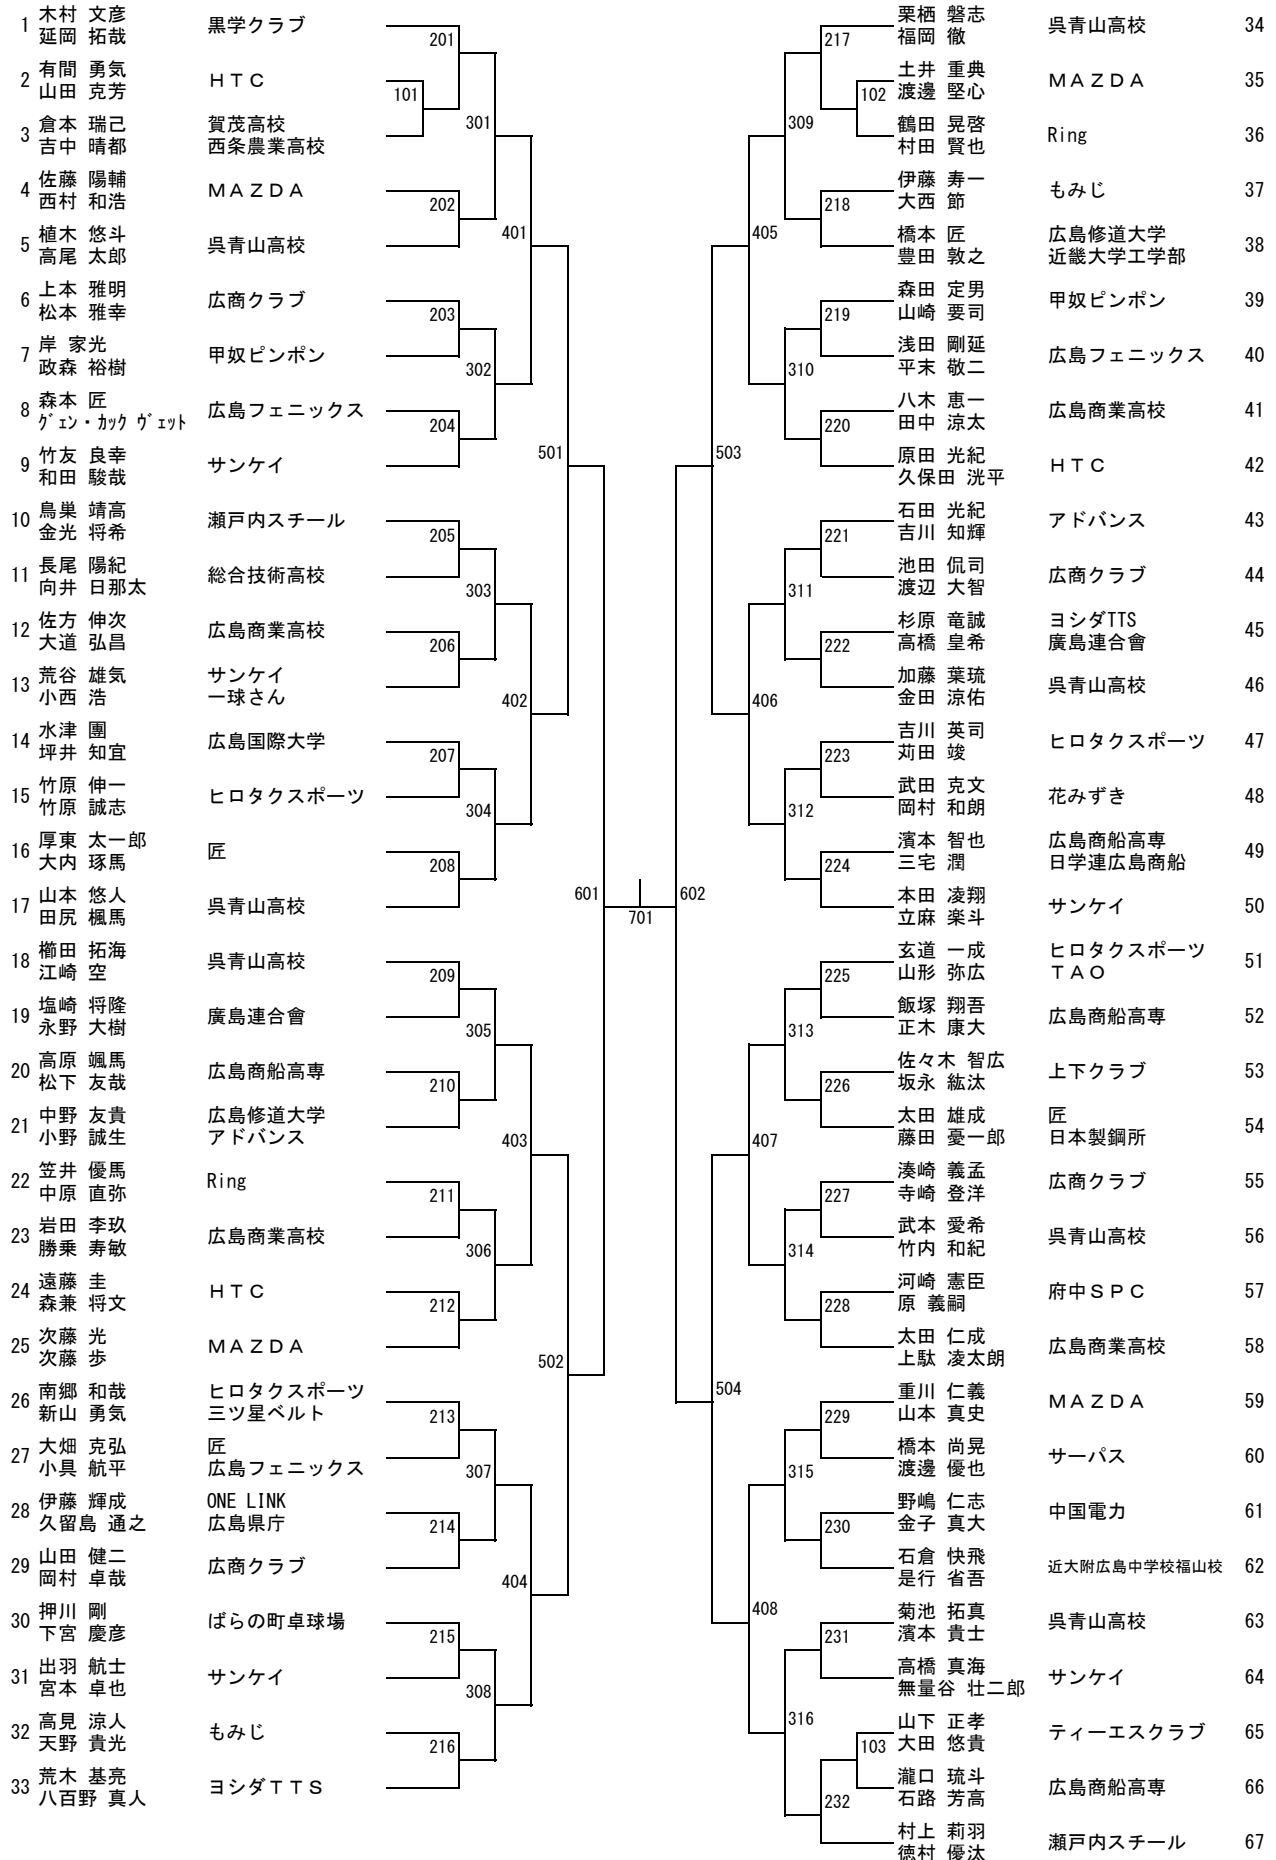 1 木村 文彦 延岡 拓哉 黒学クラブ
2 有間 勇気 山田 克芳 ＨＴＣ
3 倉本 瑞己 吉中 晴都 賀茂高校 西条農業高校
4 佐藤 陽輔 西村 和浩 ＭＡＺＤＡ
5 植木 悠斗 高尾 太郎 呉青山高校
6 上本 雅明 松本 雅幸 広商クラブ
7 岸 家光 政森 裕樹 甲奴ピンポン
8 森本 匠 ｸﾞｪﾝ・ｶｯｸ ｳﾞｪｯﾄ 広島フェニックス
9 竹友 良幸 和田 駿哉 サンケイ
10 鳥巣 靖高 金光 将希 瀬戸内スチール
11 長尾 陽紀 向井 日那太 総合技術高校
12 佐方 伸次 大道 弘昌 広島商業高校
13 荒谷 雄気 小西 浩 サンケイ 一球さん
14 水津 團 坪井 知宜 広島国際大学
15 竹原 伸一 竹原 誠志 ヒロタクスポーツ
16 厚東 太一郎 大内 琢馬 匠
17 山本 悠人 田尻 楓馬 呉青山高校
18 櫛田 拓海 江崎 空 呉青山高校
19 塩崎 将隆 永野 大樹 廣島連合會
20 高原 颯馬 松下 友哉 広島商船高専
21 中野 友貴 小野 誠生 広島修道大学 アドバンス
22 笠井 優馬 中原 直弥 Ring
23 岩田 李玖 勝乗 寿敏 広島商業高校
24 遠藤 圭 森兼 将文 ＨＴＣ
25 次藤 光 次藤 歩 ＭＡＺＤＡ
26 南郷 和哉 新山 勇気 ヒロタクスポーツ 三ツ星ベルト
27 大畑 克弘 小具 航平 匠 広島フェニックス
28 伊藤 輝成 久留島 通之 ONE LINK 広島県庁
29 山田 健二 岡村 卓哉 広商クラブ
30 押川 剛 下宮 慶彦 ばらの町卓球場
31 出羽 航士 宮本 卓也 サンケイ
32 高見 涼人 天野 貴光 もみじ
33 荒木 基亮 八百野 真人 ヨシダＴＴＳ
101
201
202
203
204
205
206
207
208
209
210
211
212
213
214
215
216
301
302
303
304
305
306
307
308
401
402
403
404
501
502
601
701
602
503
504
405
406
407
408
309
310
311
312
313
314
315
316
217
218
219
220
221
222
223
224
225
226
227
228
229
230
231
232
102
103
栗栖 磐志 福岡 徹 呉青山高校 34
土井 重典 渡邊 堅心 ＭＡＺＤＡ 35
鶴田 晃啓 村田 賢也 Ring 36
伊藤 寿一 大西 節 もみじ 37
橋本 匠 豊田 敦之 広島修道大学 近畿大学工学部 38
森田 定男 山崎 要司 甲奴ピンポン 39
浅田 剛延 平末 敬二 広島フェニックス 40
八木 恵一 田中 涼太 広島商業高校 41
原田 光紀 久保田 洸平 ＨＴＣ 42
石田 光紀 吉川 知輝 アドバンス 43
池田 侃司 渡辺 大智 広商クラブ 44
杉原 竜誠 高橋 皇希 ヨシダTTS 廣島連合會 45
加藤 葉琉 金田 涼佑 呉青山高校 46
吉川 英司 苅田 竣 ヒロタクスポーツ 47
武田 克文 岡村 和朗 花みずき 48
濱本 智也 三宅 潤 広島商船高専 日学連広島商船 49
本田 凌翔 立麻 楽斗 サンケイ 50
玄道 一成 山形 弥広 ヒロタクスポーツ ＴＡＯ 51
飯塚 翔吾 正木 康大 広島商船高専 52
佐々木 智広 坂永 紘汰 上下クラブ 53
太田 雄成 藤田 憂一郎 匠 日本製鋼所 54
湊崎 義孟 寺崎 登洋 広商クラブ 55
武本 愛希 竹内 和紀 呉青山高校 56
河崎 憲臣 原 義嗣 府中ＳＰＣ 57
太田 仁成 上駄 凌太朗 広島商業高校 58
重川 仁義 山本 真史 ＭＡＺＤＡ 59
橋本 尚晃 渡邊 優也 サーパス 60
野嶋 仁志 金子 真大 中国電力 61
石倉 快飛 是行 省吾 近大附広島中学校福山校 62
菊池 拓真 濱本 貴士 呉青山高校 63
高橋 真海 無量谷 壮二郎 サンケイ 64
山下 正孝 大田 悠貴 ティーエスクラブ 65
瀧口 琉斗 石路 芳高 広島商船高専 66
村上 莉羽 徳村 優汰 瀬戸内スチール 67